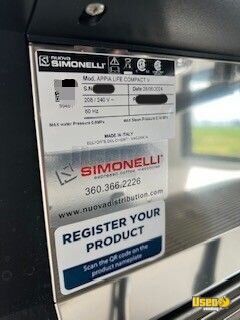 nuova
SIMONELLI
Mod. APPIA LIFE COMPACT V
S.N.
Date 28/06/2024
208 / 240 V ~
60 Hz
MADE IN ITALY
SIMONELLI
espresso coffee machines
360.366.2226
www.nuovadistribution.com
REGISTER YOUR
PRODUCT
Scan the QR code on the
product nameplate